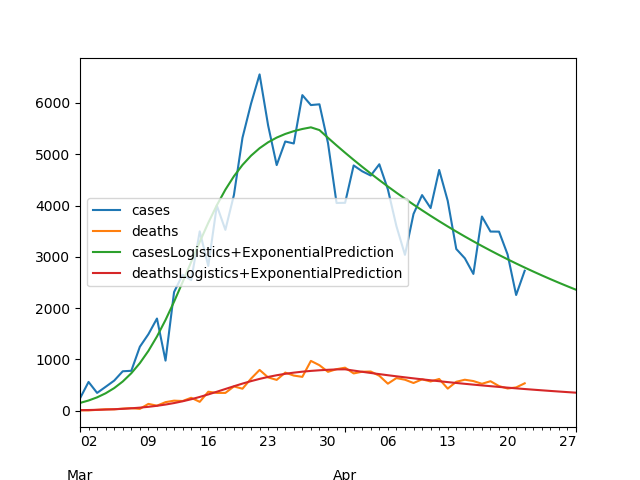 6000
5000
4000
3000
2000
1000
0
cases
deaths
casesLogistics+ExponentialPrediction
deathsLogistics+ExponentialPrediction
02 09 16 23 30 06 13 20 27
Mar Apr